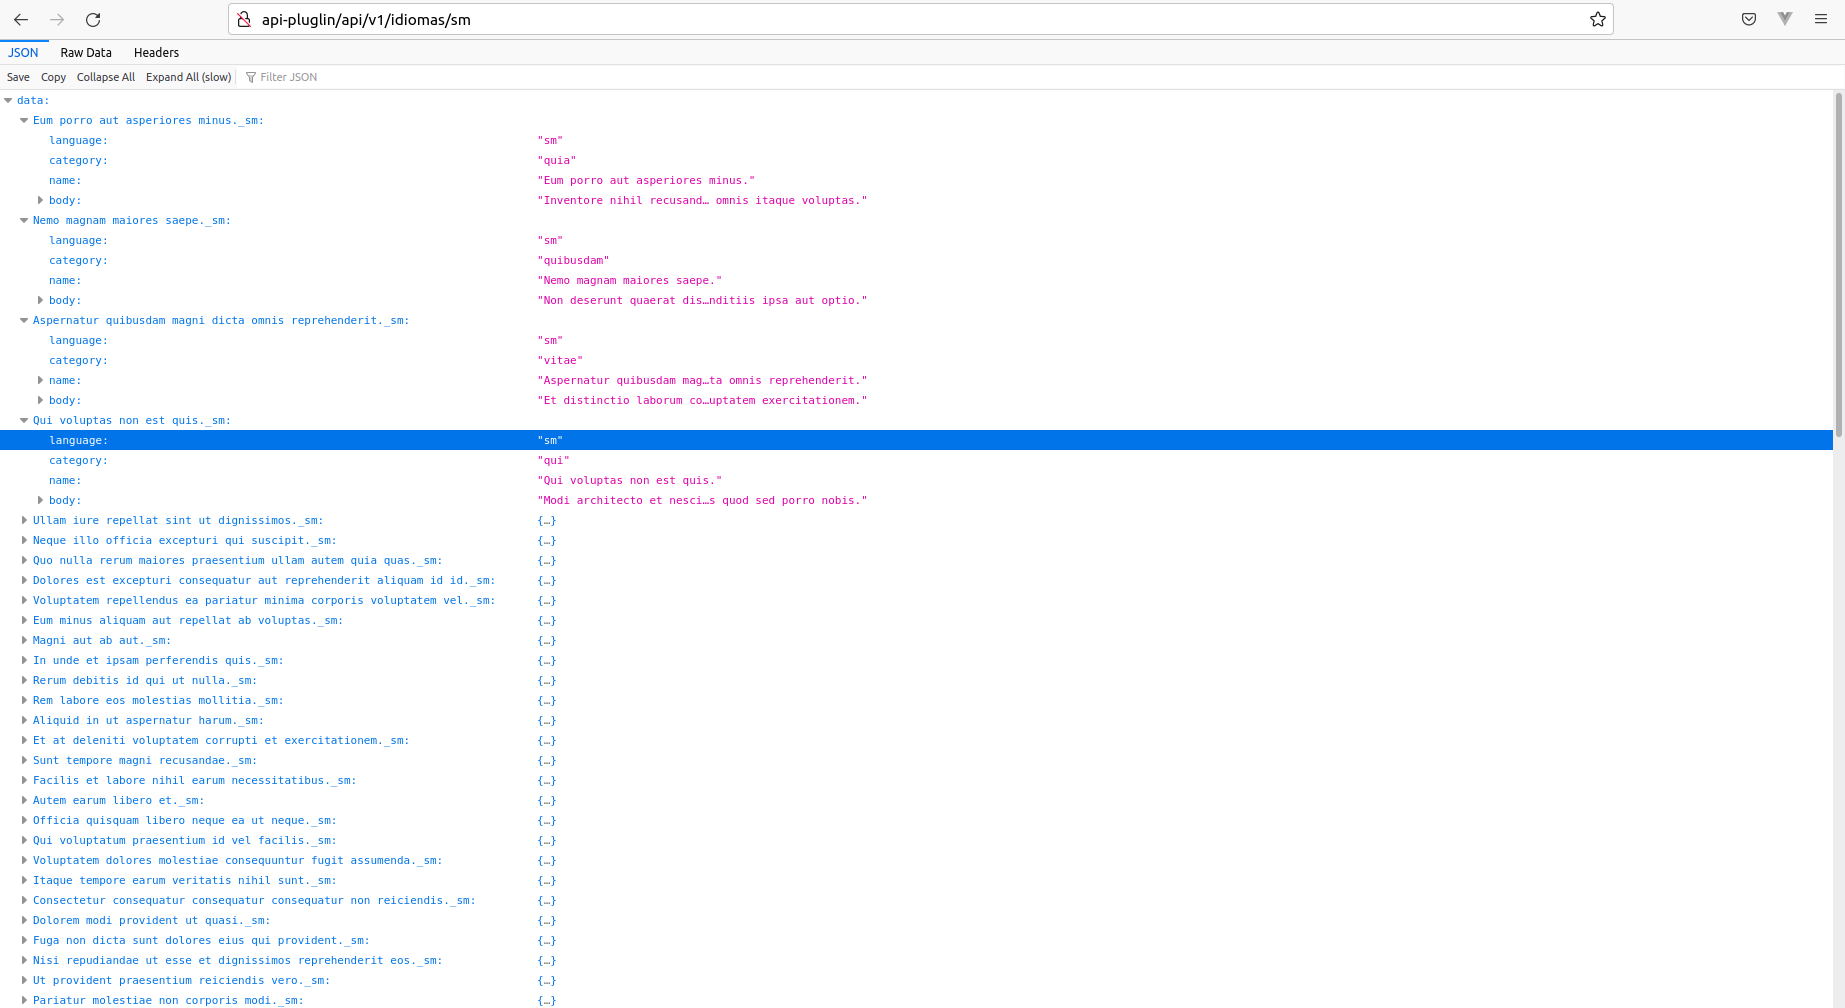 api-pluglin/api/v1/idiomas/sm
JSON Raw Data Headers
Save Copy Collapse All Expand All (slow) Filter JSON
data:
Eum porro aut asperiores minus._sm:
language: "sm"
category: "quia"
name: "Eum porro aut asperiores minus."
body: "Inventore nihil recusand… omnis itaque voluptas."
Nemo magnam maiores saepe._sm:
language: "sm"
category: "quibusdam"
name: "Nemo magnam maiores saepe."
body: "Non deserunt quaerat dis…nditiis ipsa aut optio."
Aspernatur quibusdam magni dicta omnis reprehenderit._sm:
language: "sm"
category: "vitae"
name: "Aspernatur quibusdam mag…ta omnis reprehenderit."
body: "Et distinctio laborum co…uptatem exercitationem."
Qui voluptas non est quis._sm:
language: "sm"
category: "qui"
name: "Qui voluptas non est quis."
body: "Modi architecto et nesci…s quod sed porro nobis."
Ullam iure repellat sint ut dignissimos._sm: {…}
Neque illo officia excepturi qui suscipit._sm: {…}
Quo nulla rerum maiores praesentium ullam autem quia quas._sm: {…}
Dolores est excepturi consequatur aut reprehenderit aliquam id id._sm: {…}
Voluptatem repellendus ea pariatur minima corporis voluptatem vel._sm: {…}
Eum minus aliquam aut repellat ab voluptas._sm: {…}
Magni aut ab aut._sm: {…}
In unde et ipsam perferendis quis._sm: {…}
Rerum debitis id qui ut nulla._sm: {…}
Rem labore eos molestias mollitia._sm: {…}
Aliquid in ut aspernatur harum._sm: {…}
Et at deleniti voluptatem corrupti et exercitationem._sm: {…}
Sunt tempore magni recusandae._sm: {…}
Facilis et labore nihil earum necessitatibus._sm: {…}
Autem earum libero et._sm: {…}
Officia quisquam libero neque ea ut neque._sm: {…}
Qui voluptatum praesentium id vel facilis._sm: {…}
Voluptatem dolores molestiae consequuntur fugit assumenda._sm: {…}
Itaque tempore earum veritatis nihil sunt._sm: {…}
Consectetur consequatur consequatur consequatur non reiciendis._sm: {…}
Dolorem modi provident ut quasi._sm: {…}
Fuga non dicta sunt dolores eius qui provident._sm: {…}
Nisi repudiandae ut esse et dignissimos reprehenderit eos._sm: {…}
Ut provident praesentium reiciendis vero._sm: {…}
Pariatur molestiae non corporis modi._sm: {…}